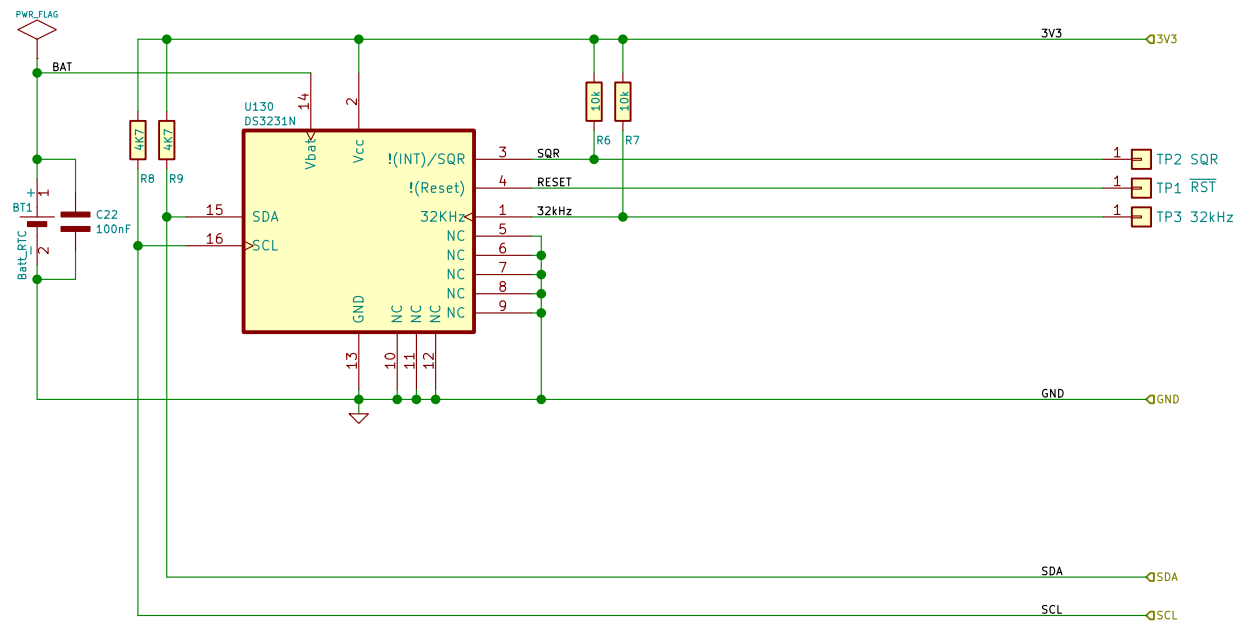 PWR_FLAG
BAT
3V3
3V3
U130
DS3231N
14
2
Vbat
Vcc
10k
10k
R6
R7
4K7
4K7
R8
R9
!(INT)/SQR
3
SQR
1
TP2 SQR
!(Reset)
4
RESET
1
TP1 RST
32KHz
1
32kHz
1
TP3 32kHz
15
SDA
16
SCL
NC
5
NC
6
NC
7
NC
8
NC
9
+
1
BT1
Batt_RTC
2
C22
100nF
GND
NC
NC
NC
13
10
11
12
GND
GND
SDA
SDA
SCL
SCL